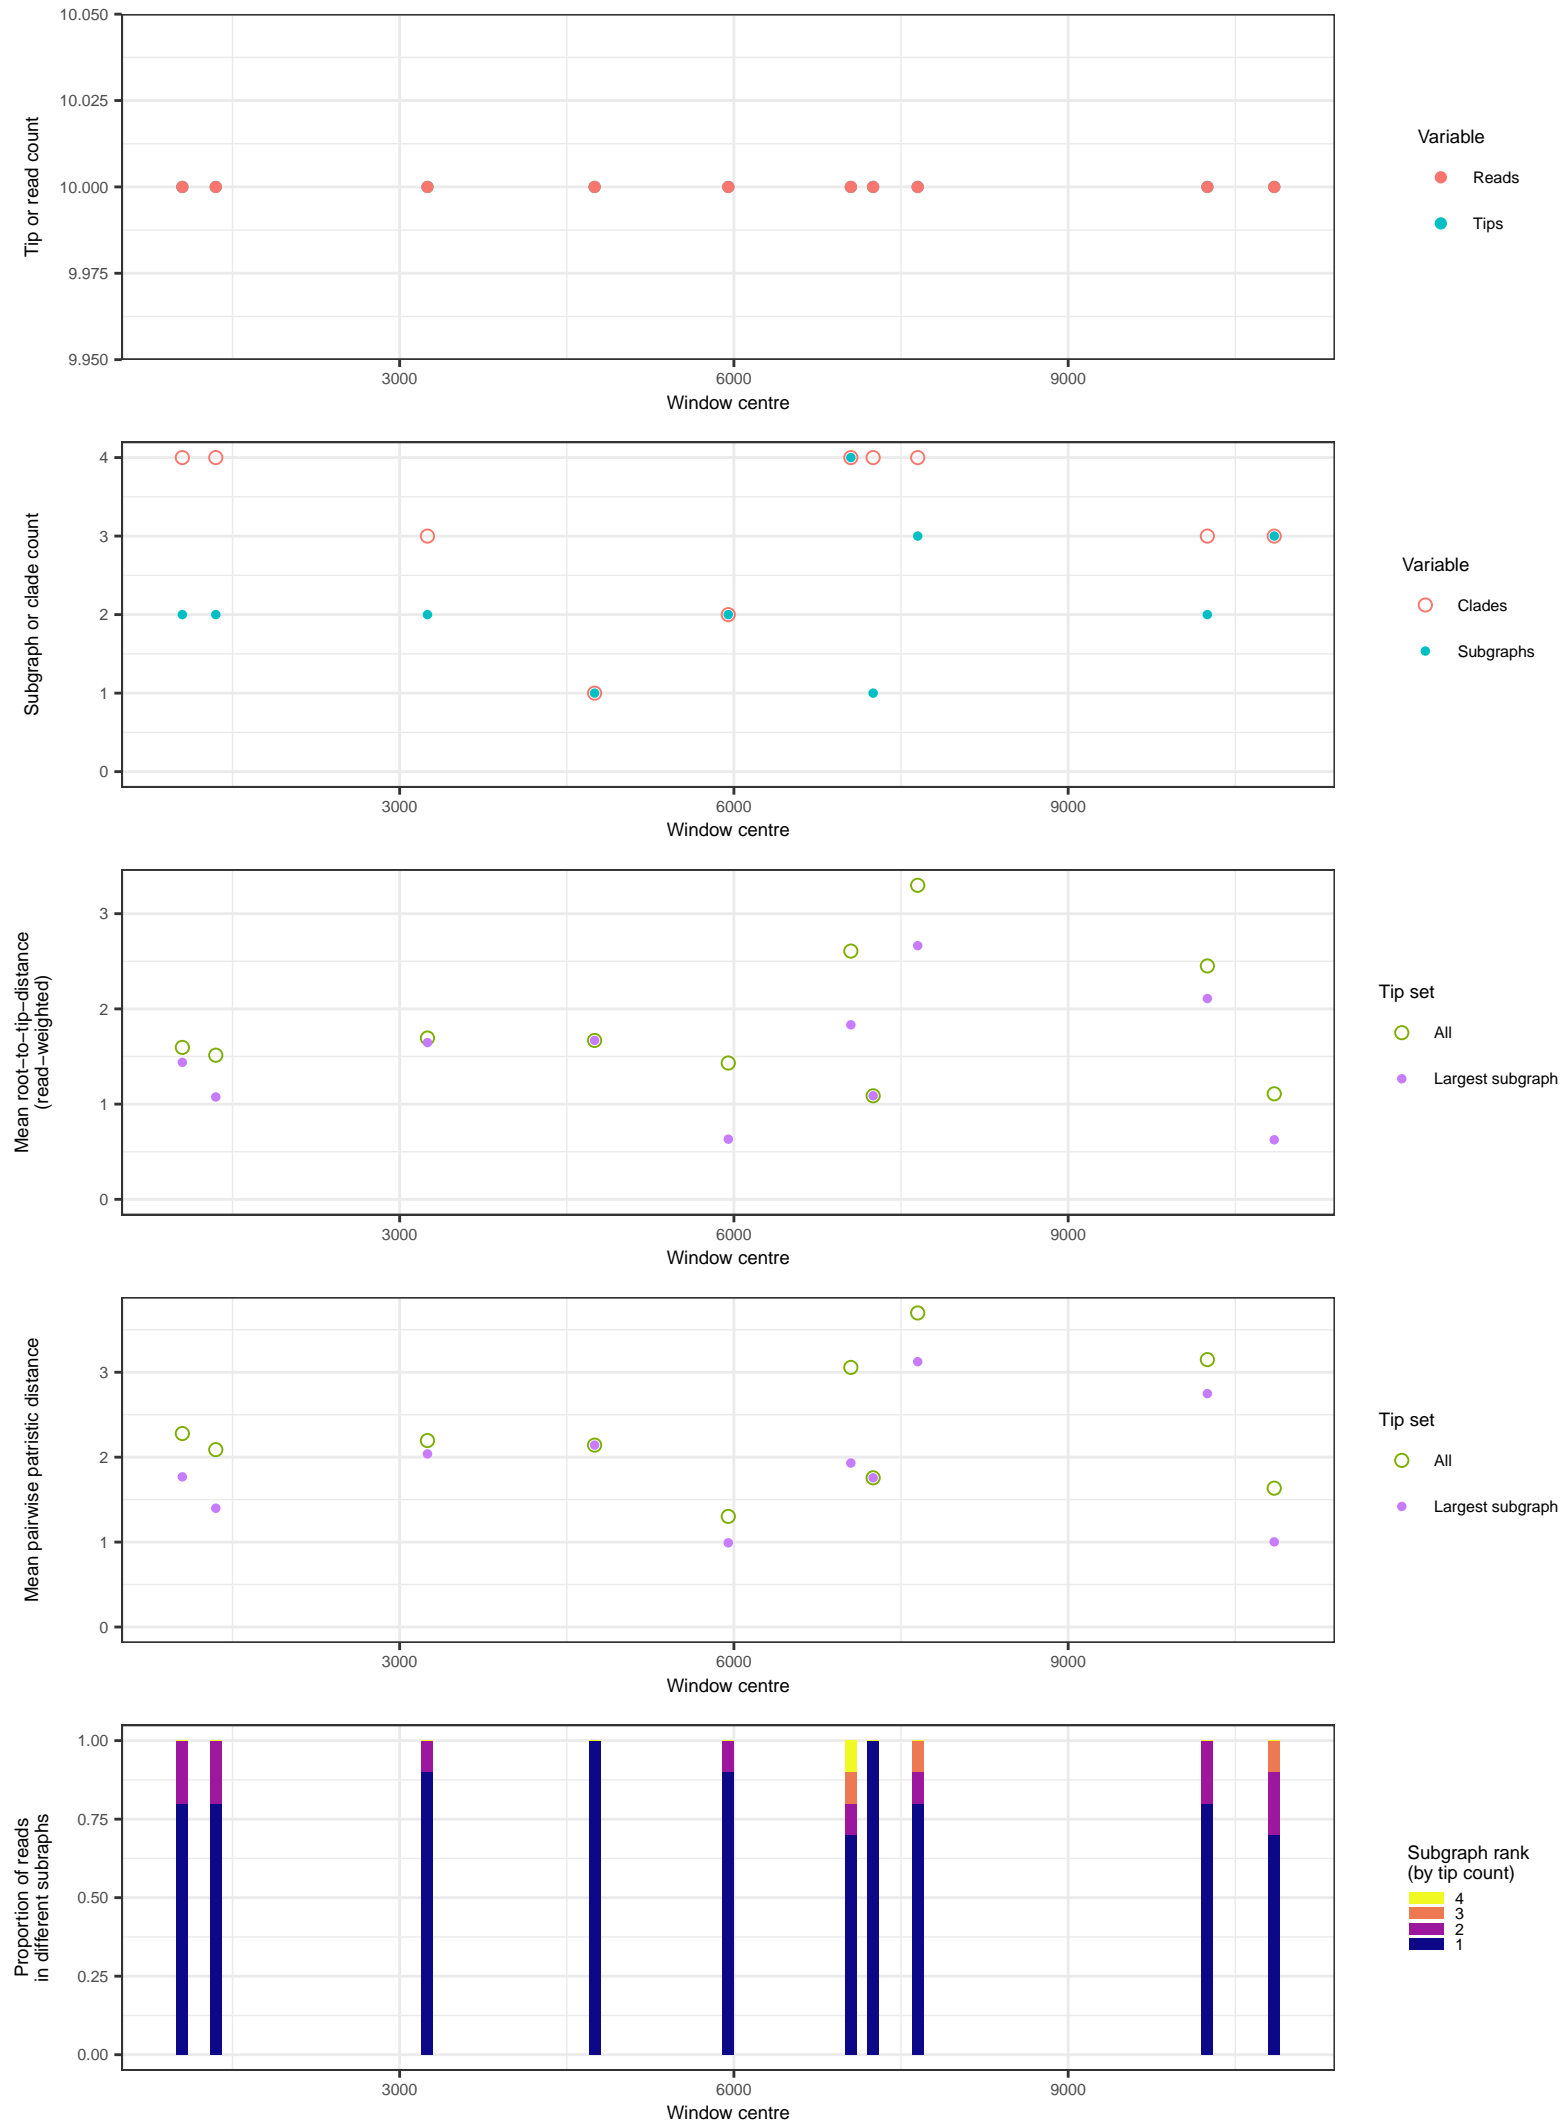 10.050
10.025
10.000
9.975
9.950
Tip or read count
3000
6000
9000
Window centre
Variable
Reads
Tips
4
3
2
1
0
Subgraph or clade count
3000
6000
9000
Window centre
Variable
Clades
Subgraphs
3
2
1
0
Mean root−to−tip−distance
(read−weighted)
3000
6000
9000
Window centre
Tip set
All
Largest subgraph
3
2
1
0
Mean pairwise patristic distance
3000
6000
9000
Window centre
Tip set
All
Largest subgraph
1.00
0.75
0.50
0.25
0.00
Proportion of reads
in different subraphs
3000
6000
9000
Window centre
Subgraph rank
(by tip count)
4
3
2
1